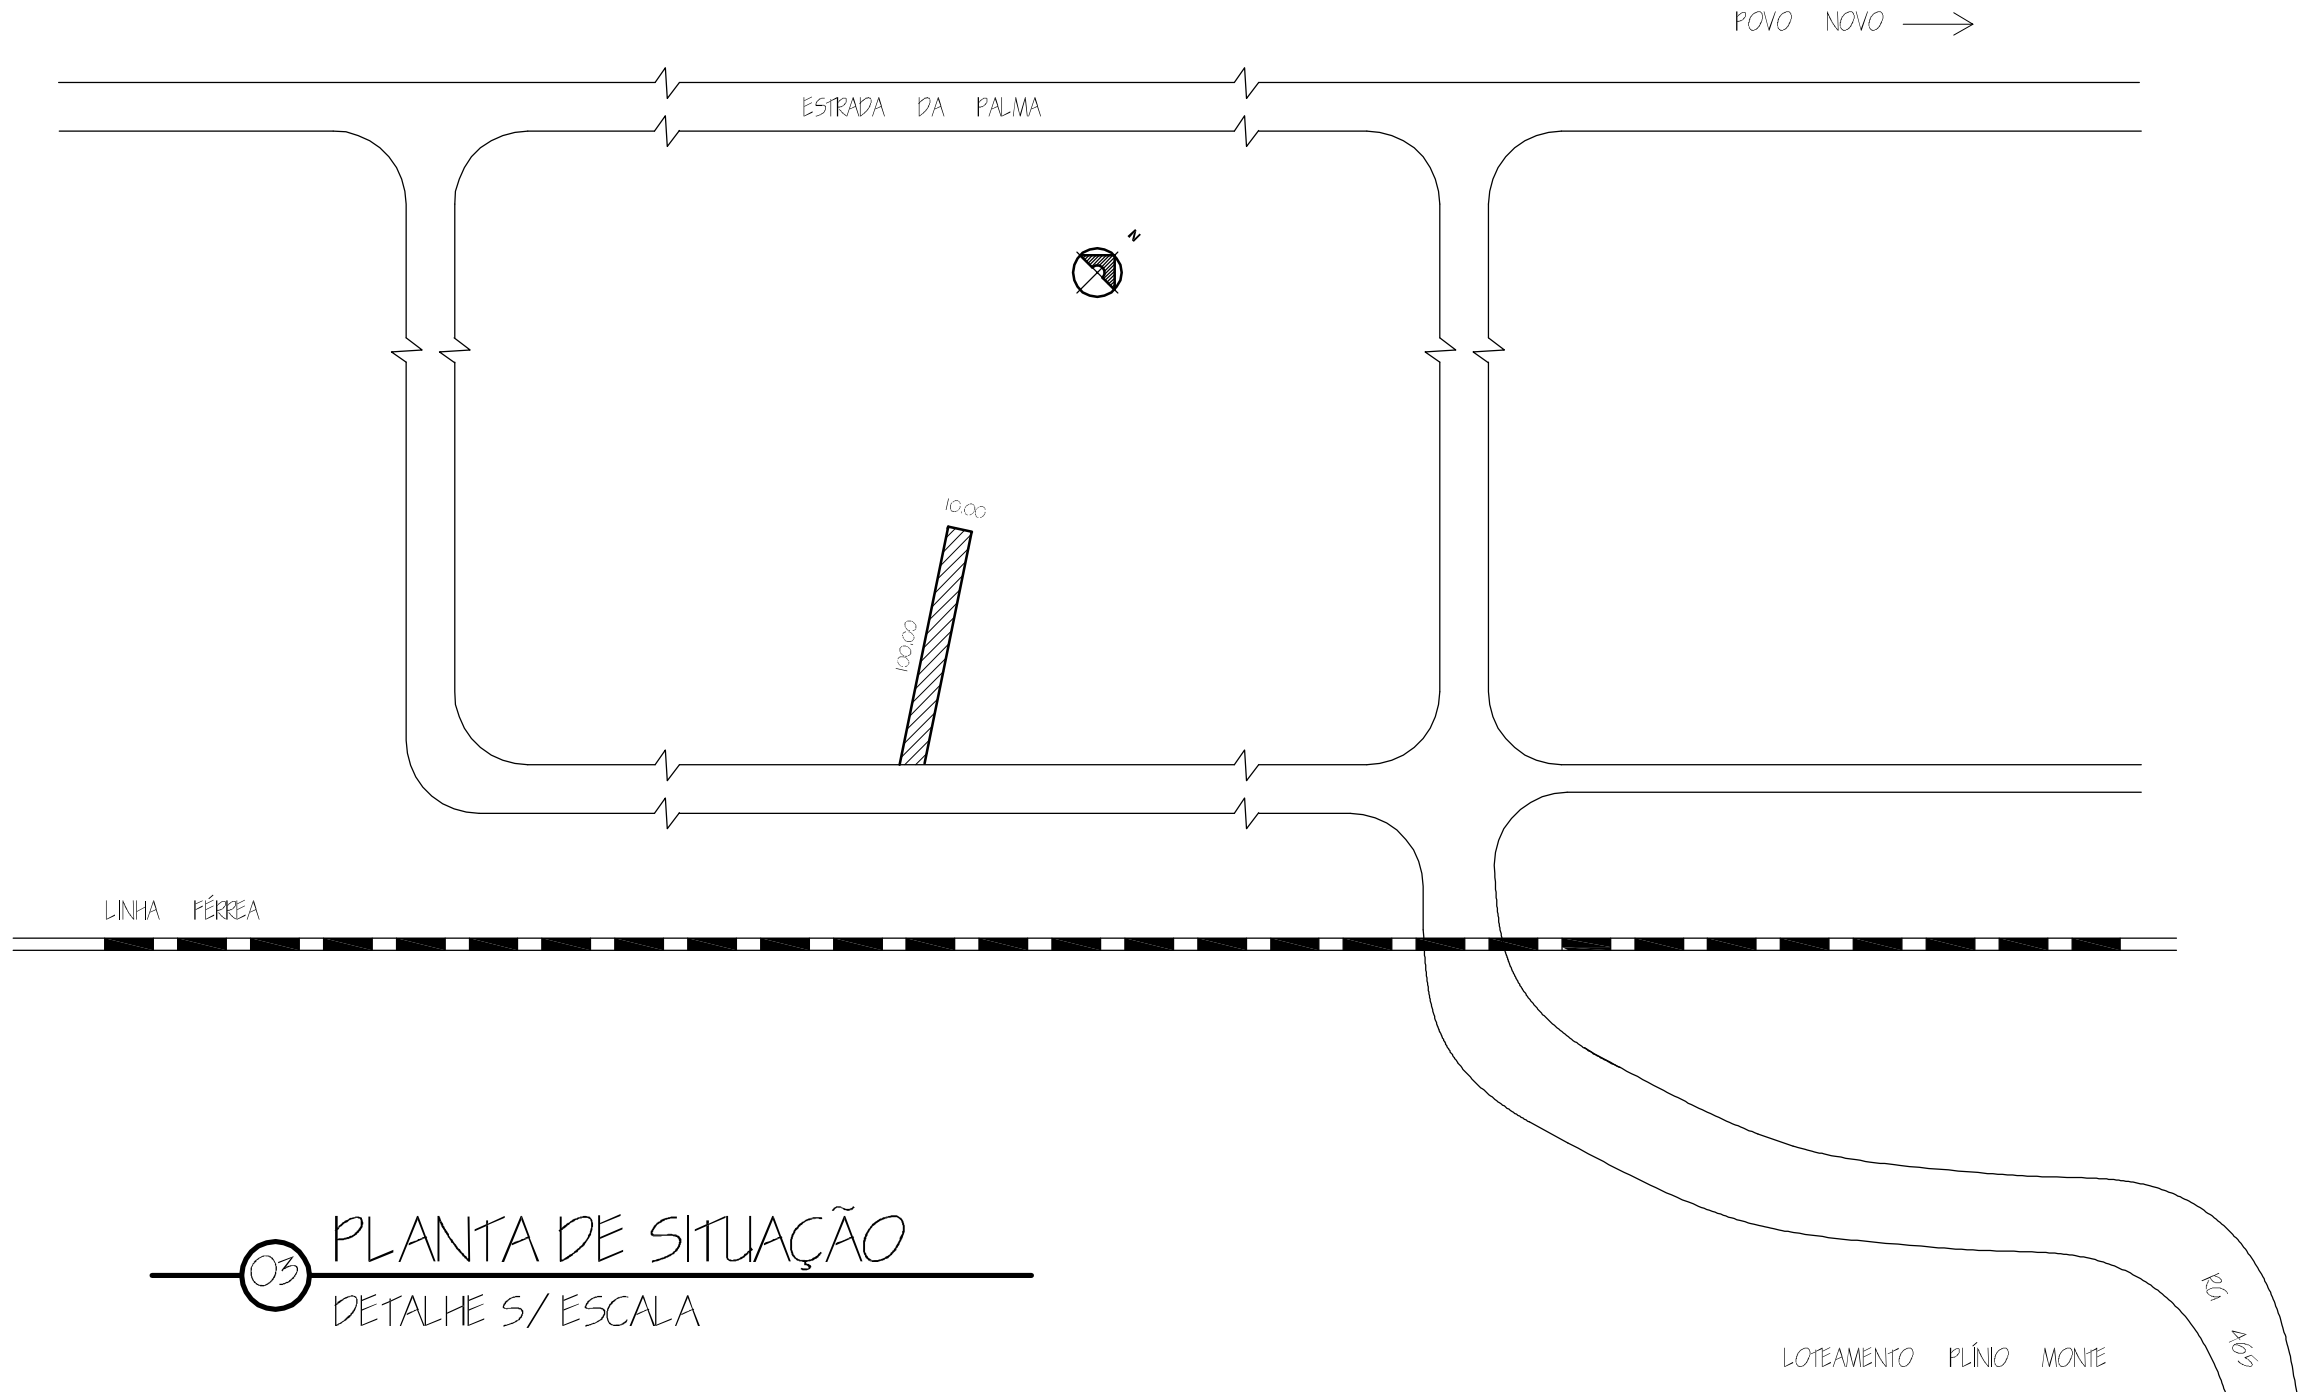 POVO NOVO
ESTRADA DA PALMA
N
10.00
100,00
LINHA FÉRREA
03
PLANTA DE SITUAÇÃO
DETALHE S/ ESCALA
RG 465
LOTEAMENTO PLÍNIO MONTE